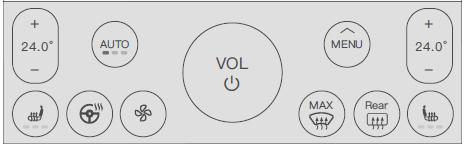 +
24.0°
−
AUTO
VOL
MENU
+
24.0°
−
MAX
Rear